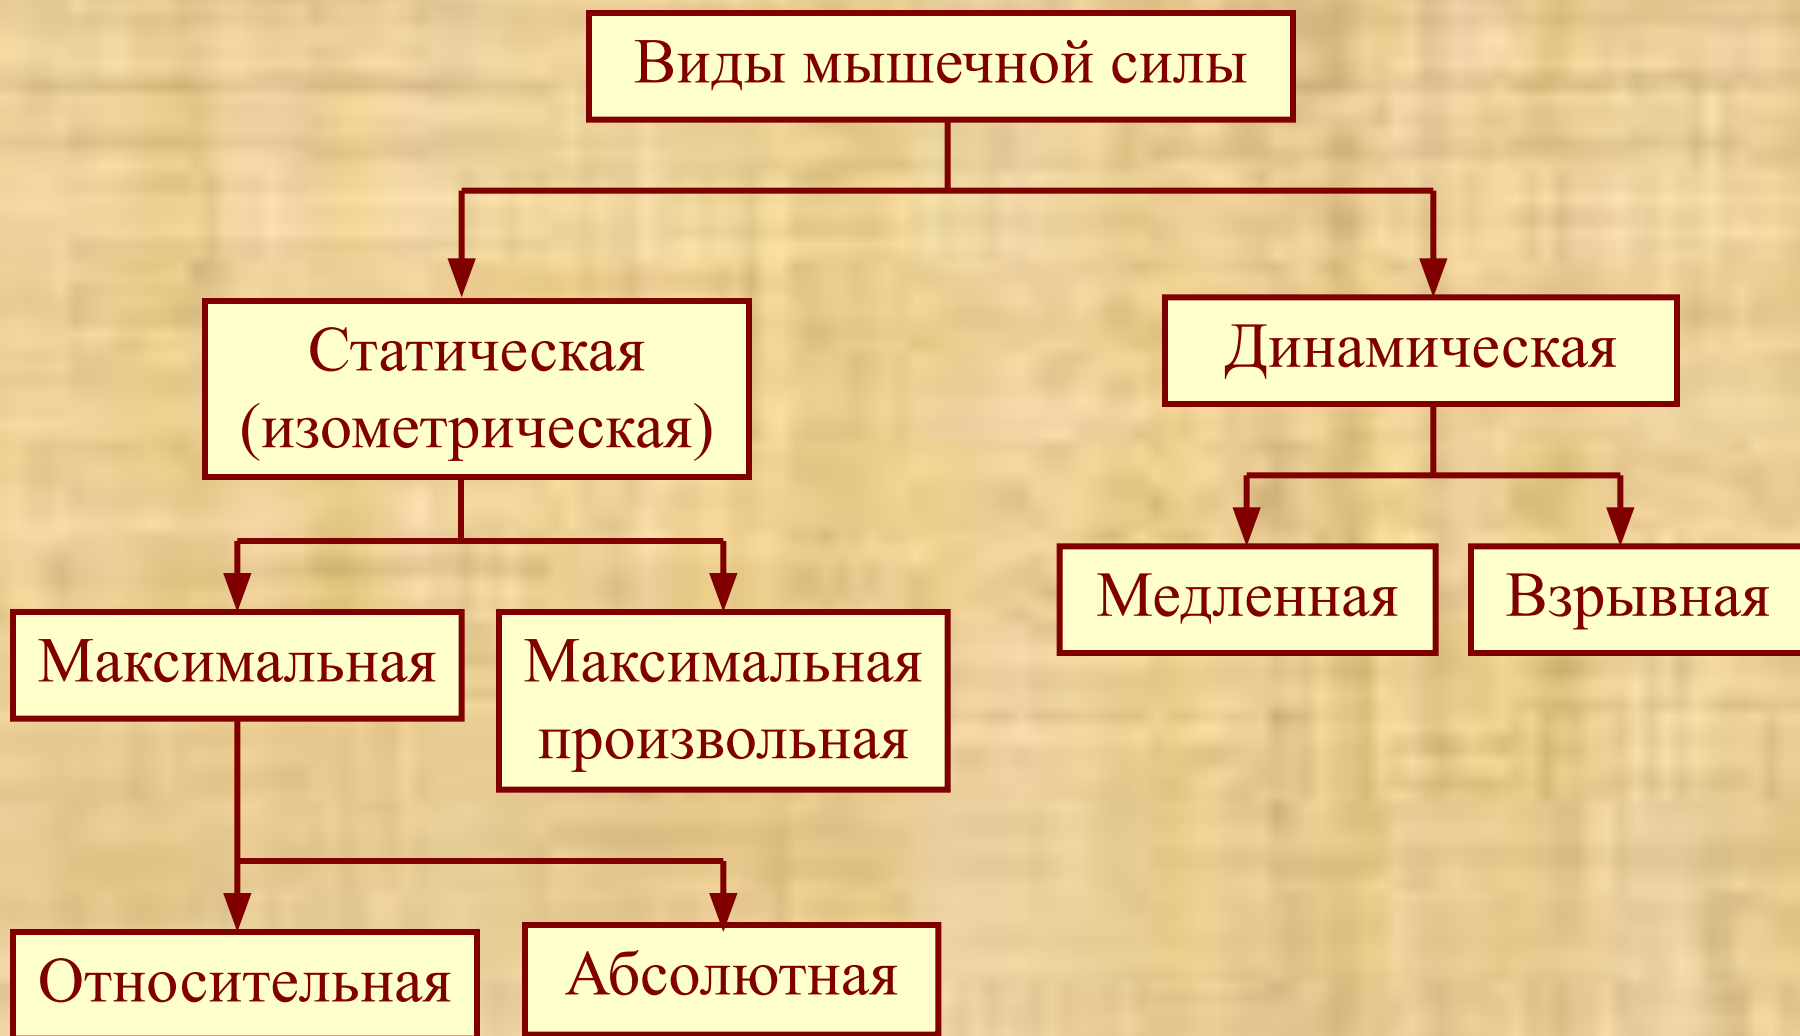 Виды мышечной силы
Статическая
(изометрическая)
Динамическая
Медленная
Взрывная
Максимальная
Максимальная
произвольная
Относительная
Абсолютная